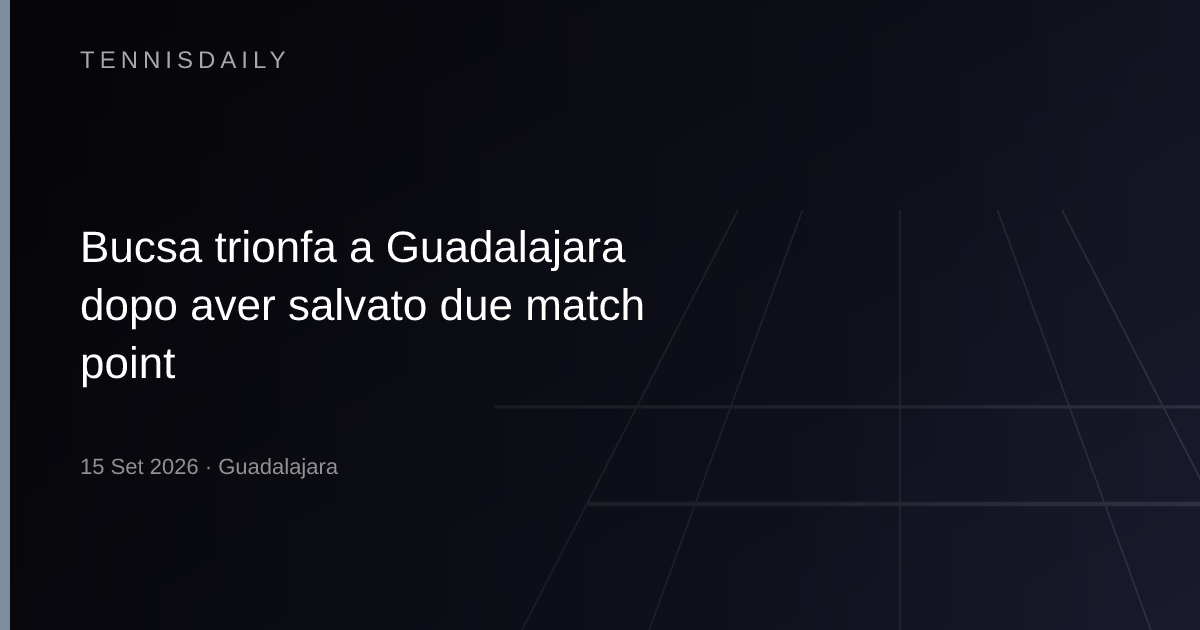 TENNISDAILY
Bucsa trionfa a Guadalajara
dopo aver salvato due match
point
15 Set 2026 · Guadalajara